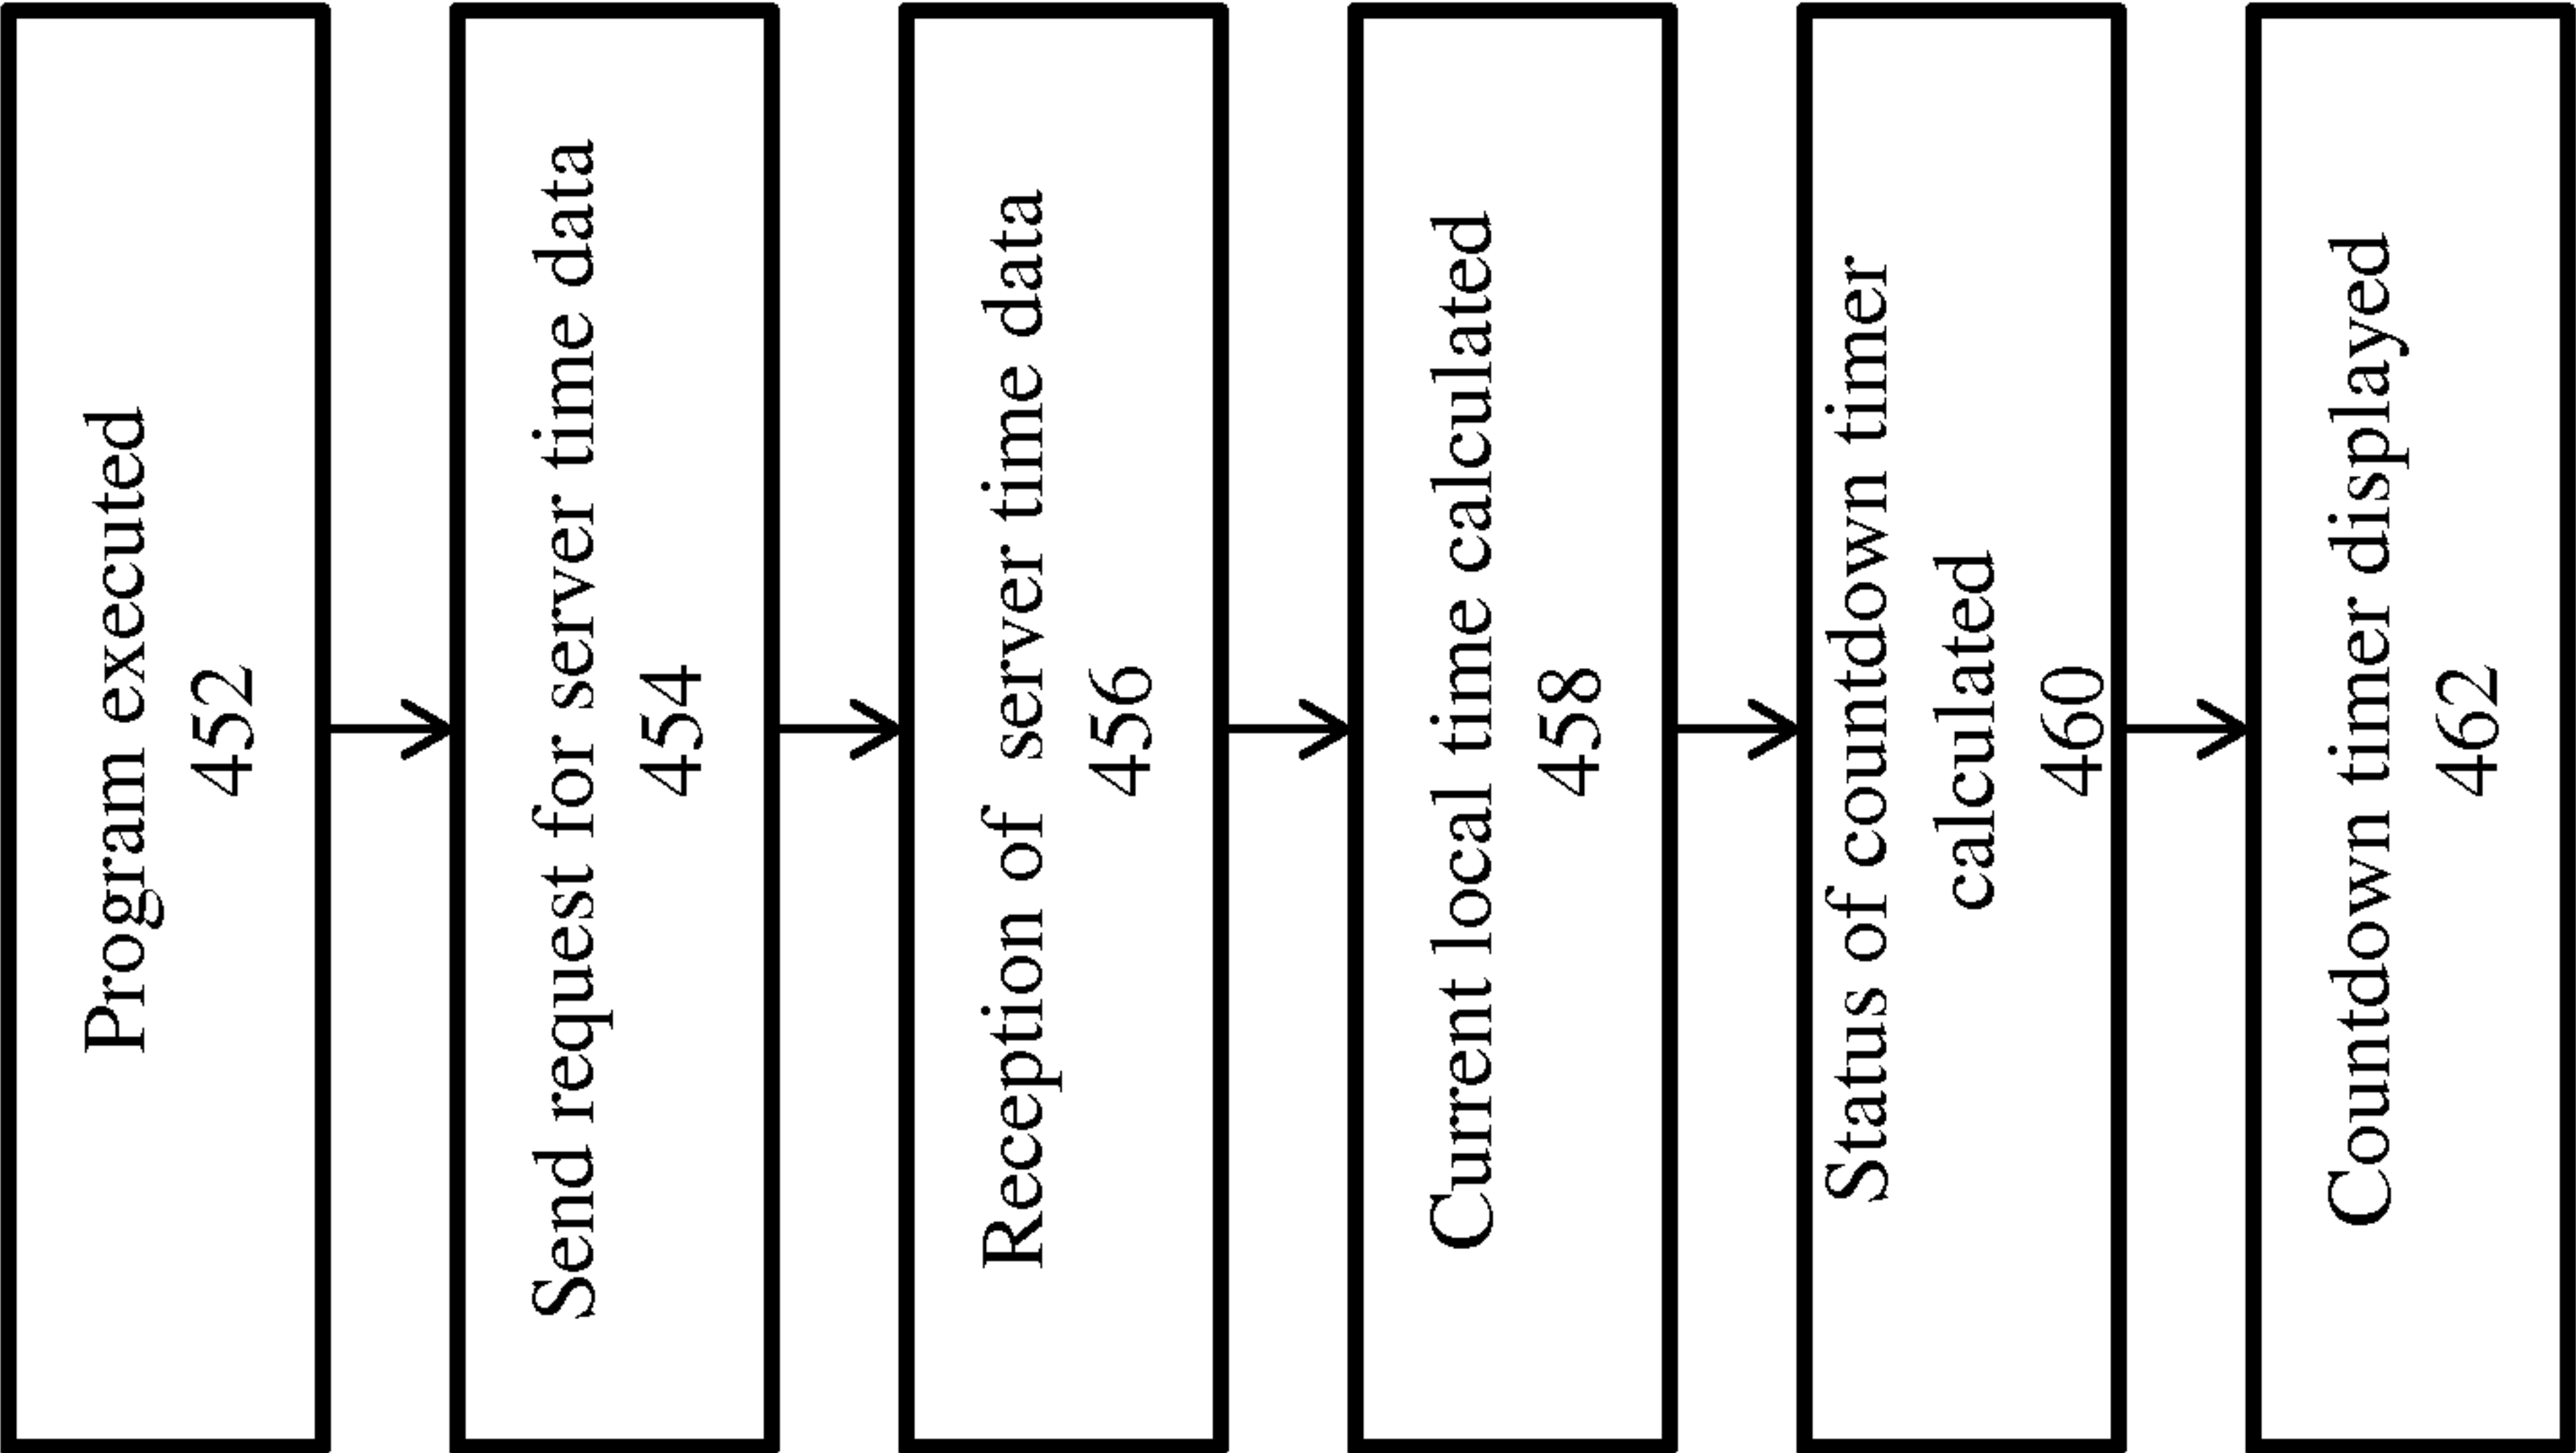 Program executed
452
Send request for server time data
454
Reception of server time data
456
Current local time calculated
458
Status of countdown timer
calculated
460
Countdown timer displayed
462